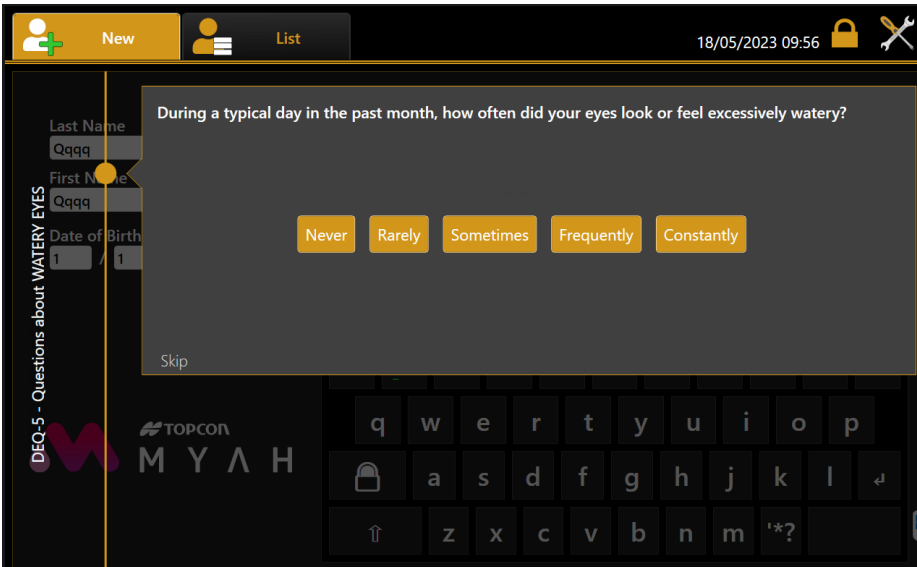 New
List
18/05/2023 09:56
During a typical day in the past month, how often did your eyes look or feel excessively watery?
Never Rarely Sometimes Frequently Constantly
Skip
Last Name
Qqqq
First Name
Qqqq
Date of Birth
1 / 1
DEQ-5 - Questions about WATERY EYES
TOPCON
MYAH
q w e r t y u i o p
a s d f g h j k l
z x c v b n m '*?